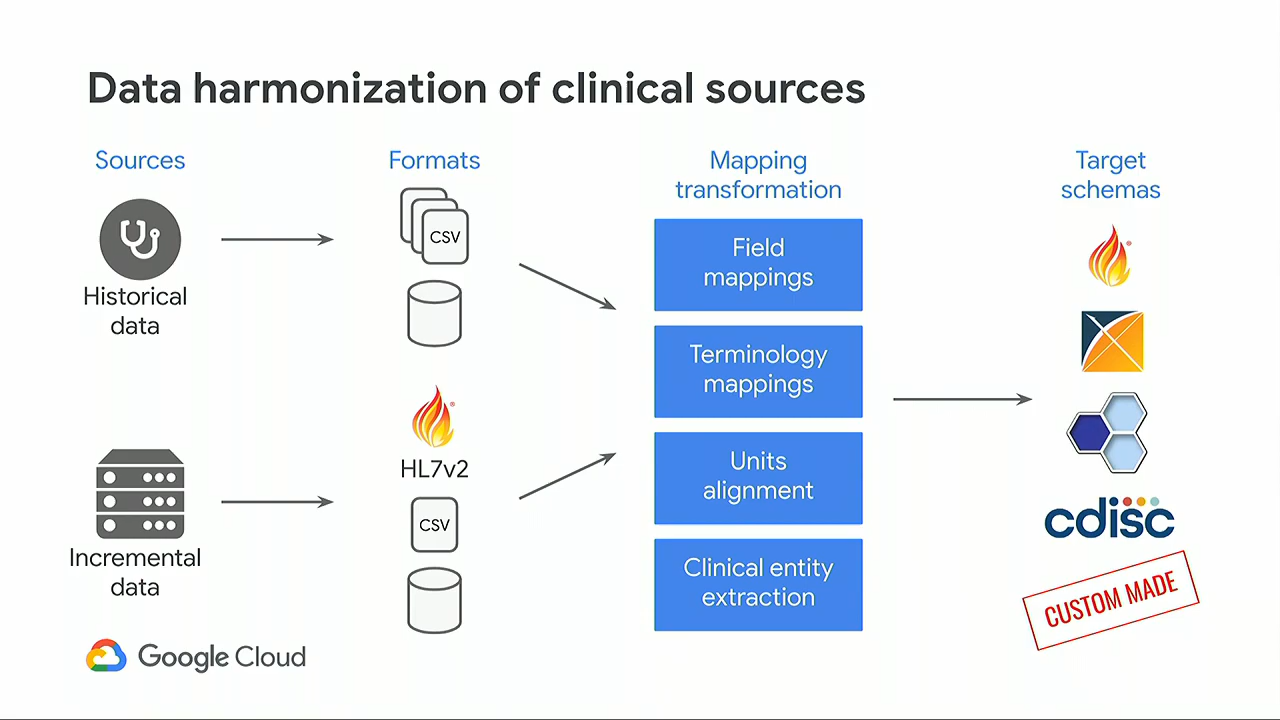 Data harmonization of clinical sources
Sources
Historical
data
Incremental
data
Formats
CSV
HL7v2
CSV
Mapping
transformation
Field
mappings
Terminology
mappings
Units
alignment
Clinical entity
extraction
Target
schemas
cdisc
CUSTOM MADE
Google Cloud